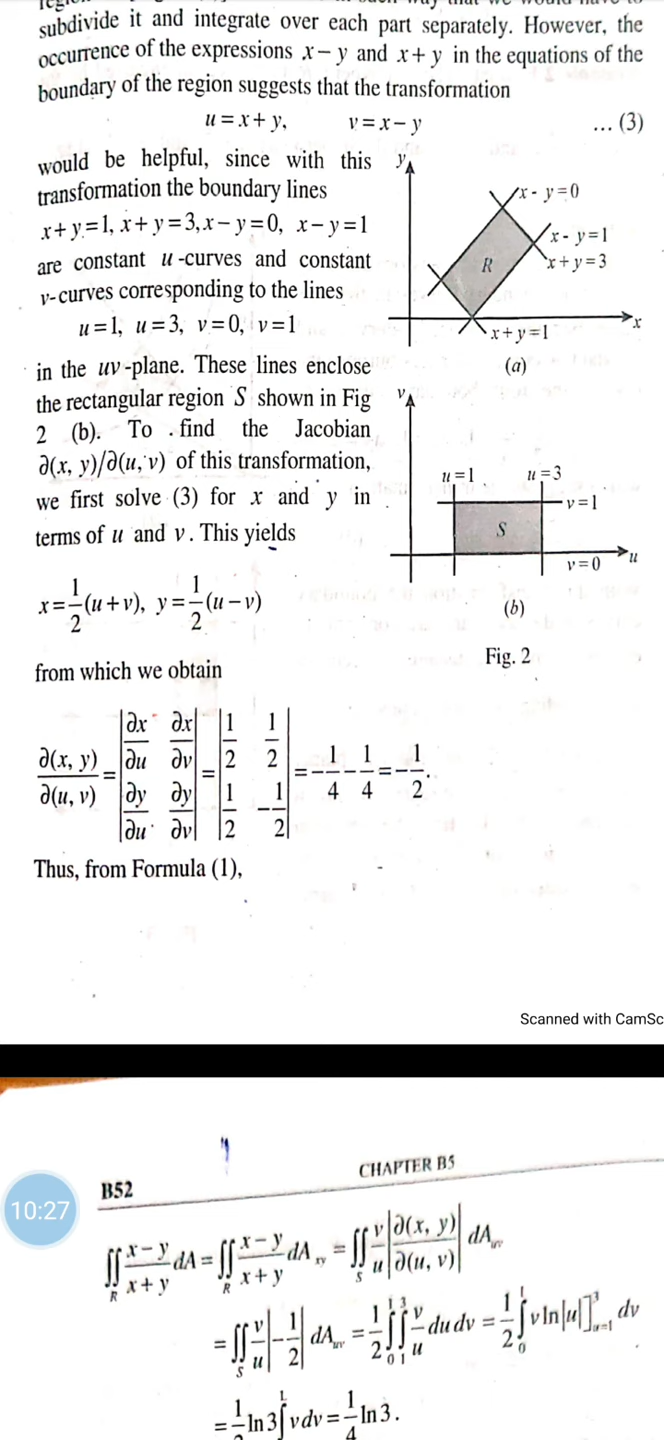 subdivide it and integrate over each part separately. However, the
occurrence of the expressions x − y and x + y in the equations of the
boundary of the region suggests that the transformation
u = x + y, v = x − y ... (3)
would be helpful, since with this
transformation the boundary lines
x + y = 1, x + y = 3, x − y = 0, x − y = 1
are constant u -curves and constant
v- curves corresponding to the lines
u = 1, u = 3, v = 0, v = 1
in the uv -plane. These lines enclose
the rectangular region S shown in Fig
2 (b). To find the Jacobian
∂(x, y)/∂(u, v) of this transformation,
we first solve (3) for x and y in
terms of u and v. This yields
x = 1/2 (u + v), y = 1/2 (u − v)
from which we obtain
y
x - y = 0
x - y = 1
R
x + y = 3
x
x + y = 1
(a)
v
u = 1 u = 3
v = 1
S
u
v = 0
(b)
Fig. 2
∂(x, y)/∂(u, v) = |∂x/∂u ∂x/∂v; ∂y/∂u ∂y/∂v| = |1/2 1/2; 1/2 −1/2| = −1/4 − 1/4 = −1/2.
Thus, from Formula (1),
Scanned with CamSc
10:27
B52 CHAPTER B5
∬_R (x − y)/(x + y) dA = ∬_R (x − y)/(x + y) dA_xy = ∬_S v/u |∂(x, y)/∂(u, v)| dA_uv
= ∬_S v/u |−1/2| dA_uv = 1/2 ∫_0^1 ∫_1^3 v/u du dv = 1/2 ∫_0^1 v ln|u|]_{u=1}^3 dv
= 1/2 ln 3 ∫_0^1 v dv = 1/4 ln 3.